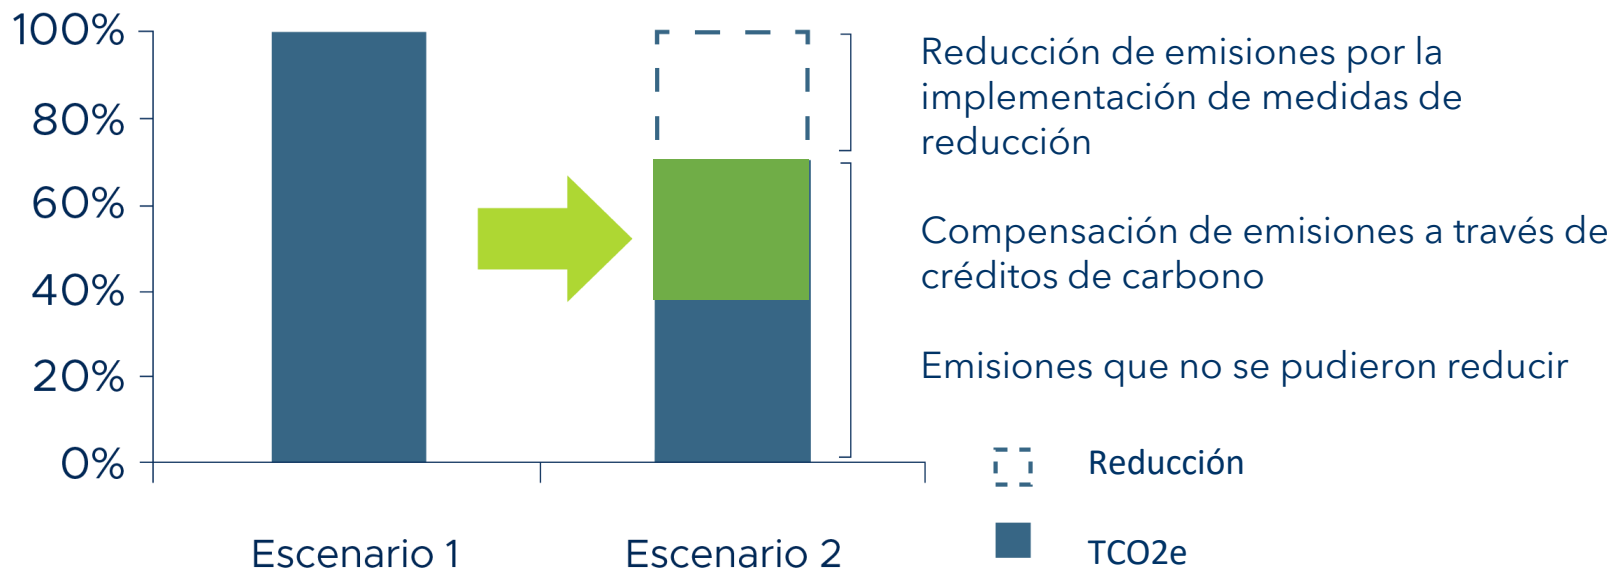 100%
80%
60%
40%
20%
0%
Escenario 1
Escenario 2
Reducción de emisiones por la
implementación de medidas de
reducción
Compensación de emisiones a través de
créditos de carbono
Emisiones que no se pudieron reducir
Reducción
TCO2e